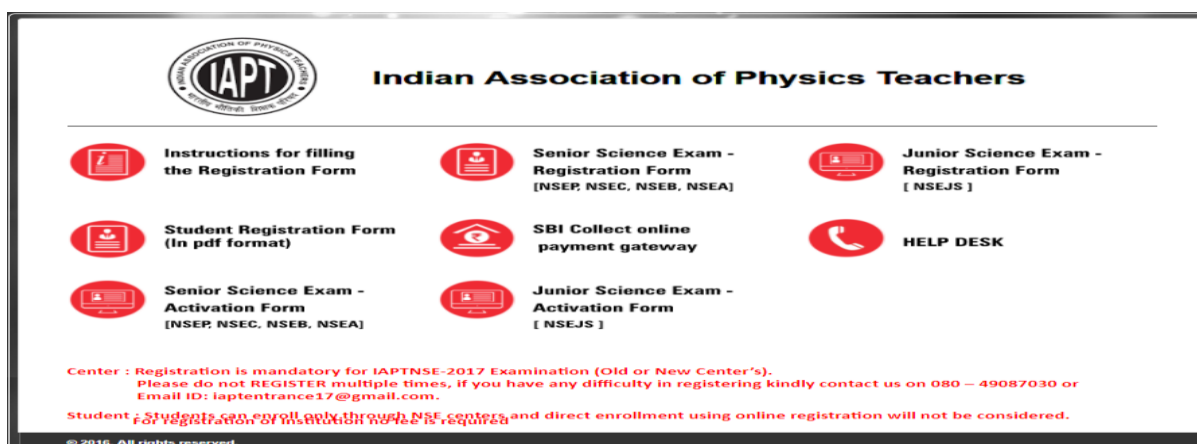 INDIAN ASSOCIATION OF PHYSICS TEACHERS
IAPT
भारतीय भौतिकी शिक्षक परिषद
Indian Association of Physics Teachers
Instructions for filling
the Registration Form
Senior Science Exam -
Registration Form
[NSEP, NSEC, NSEB, NSEA]
Junior Science Exam -
Registration Form
[ NSEJS ]
Student Registration Form
(In pdf format)
SBI Collect online
payment gateway
HELP DESK
Senior Science Exam -
Activation Form
[NSEP, NSEC, NSEB, NSEA]
Junior Science Exam -
Activation Form
[ NSEJS ]
Center : Registration is mandatory for IAPTNSE-2017 Examination (Old or New Center's).
Please do not REGISTER multiple times, if you have any difficulty in registering kindly contact us on 080 – 49087030 or
Email ID: iaptentrance17@gmail.com.
Student : Students can enroll only through NSE centers and direct enrollment using online registration will not be considered.
For registration of Institution no fee is required
© 2016. All rights reserved